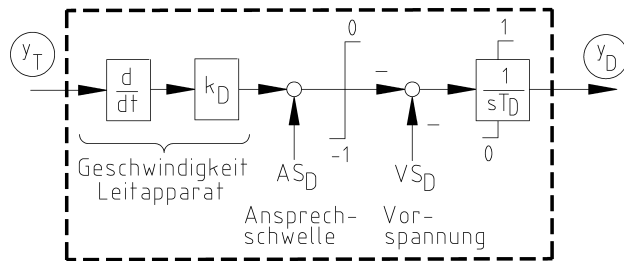 y_T
d
dt
k_D
0
-1
−
−
1
1
sT_D
0
y_D
Geschwindigkeit
Leitapparat
AS_D
VS_D
Ansprech-
schwelle
Vor-
spannung